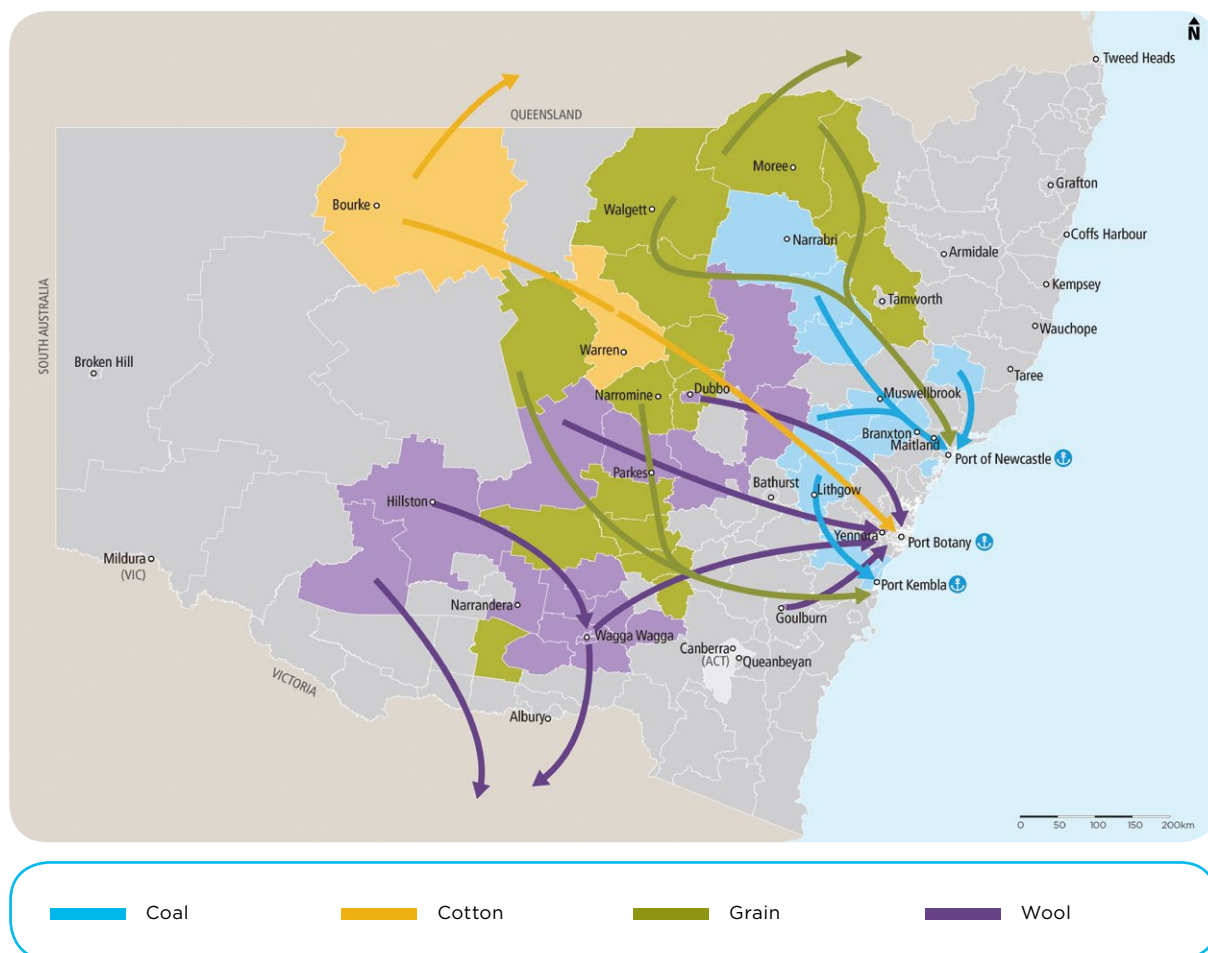 N
Tweed Heads
QUEENSLAND
Moree
Grafton
Bourke
Walgett
Coffs Harbour
Narrabri
Armidale
SOUTH AUSTRALIA
Kempsey
Tamworth
Wauchope
Warren
Broken Hill
Taree
Dubbo
Muswellbrook
Narromine
Branxton
Maitland
Port of Newcastle
Parkes
Bathurst
Lithgow
Hillston
Yennora
Port Botany
Mildura
(VIC)
Port Kembla
Narrandera
Goulburn
Wagga Wagga
Canberra
(ACT)
Queanbeyan
VICTORIA
Albury
0 50 100 150 200km
Coal Cotton Grain Wool